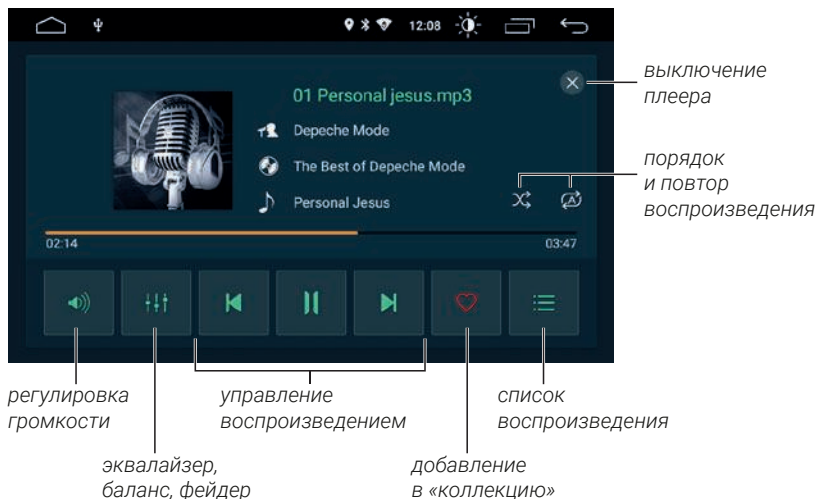 12:08
01 Personal jesus.mp3
Depeche Mode
The Best of Depeche Mode
Personal Jesus
02:14
03:47
выключение
плеера
порядок
и повтор
воспроизведения
регулировка
громкости
эквалайзер,
баланс, фейдер
управление
воспроизведением
добавление
в «коллекцию»
список
воспроизведения